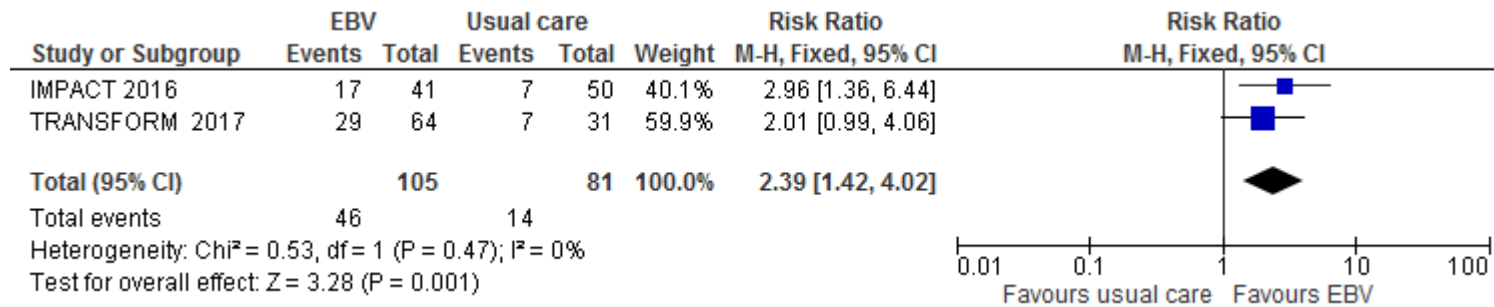 EBV Usual care Risk Ratio Risk Ratio
Study or Subgroup Events Total Events Total Weight M-H, Fixed, 95% CI M-H, Fixed, 95% CI
IMPACT 2016 17 41 7 50 40.1% 2.96 [1.36, 6.44]
TRANSFORM 2017 29 64 7 31 59.9% 2.01 [0.99, 4.06]
Total (95% CI) 105 81 100.0% 2.39 [1.42, 4.02]
Total events 46 14
Heterogeneity: Chi² = 0.53, df = 1 (P = 0.47); I² = 0%
Test for overall effect: Z = 3.28 (P = 0.001)
0.01 0.1 1 10 100
Favours usual care Favours EBV